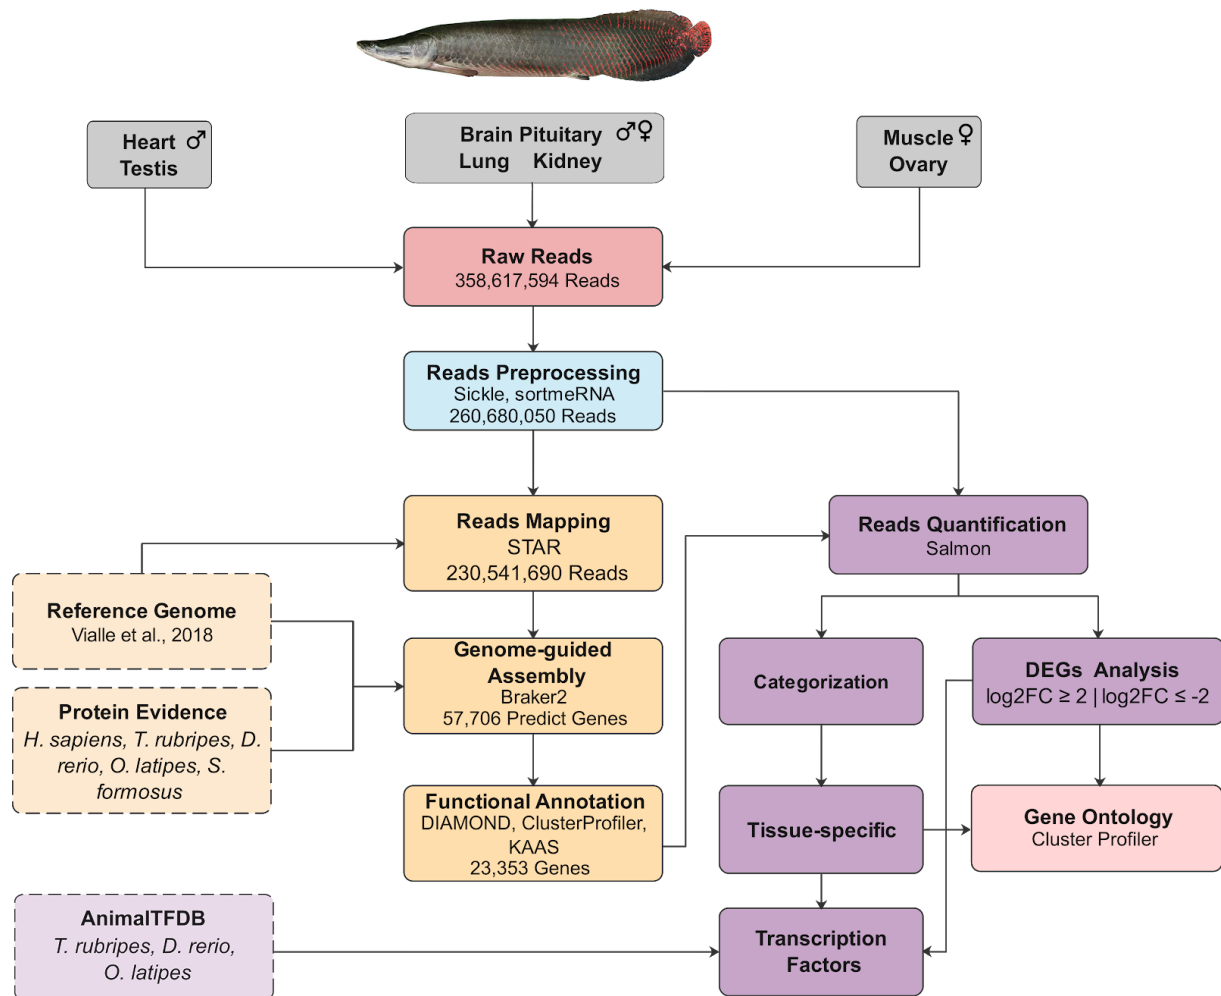 Heart ♂
Testis
Brain Pituitary ♂♀
Lung Kidney
Muscle ♀
Ovary
Raw Reads
358,617,594 Reads
Reads Preprocessing
Sickle, sortmeRNA
260,680,050 Reads
Reads Mapping
STAR
230,541,690 Reads
Reads Quantification
Salmon
Reference Genome
Vialle et al., 2018
Genome-guided
Assembly
Braker2
57,706 Predict Genes
Categorization
DEGs Analysis
log2FC ≥ 2 | log2FC ≤ -2
Protein Evidence
H. sapiens, T. rubripes, D.
rerio, O. latipes, S.
formosus
Functional Annotation
DIAMOND, ClusterProfiler,
KAAS
23,353 Genes
Tissue-specific
Gene Ontology
Cluster Profiler
AnimalTFDB
T. rubripes, D. rerio,
O. latipes
Transcription
Factors